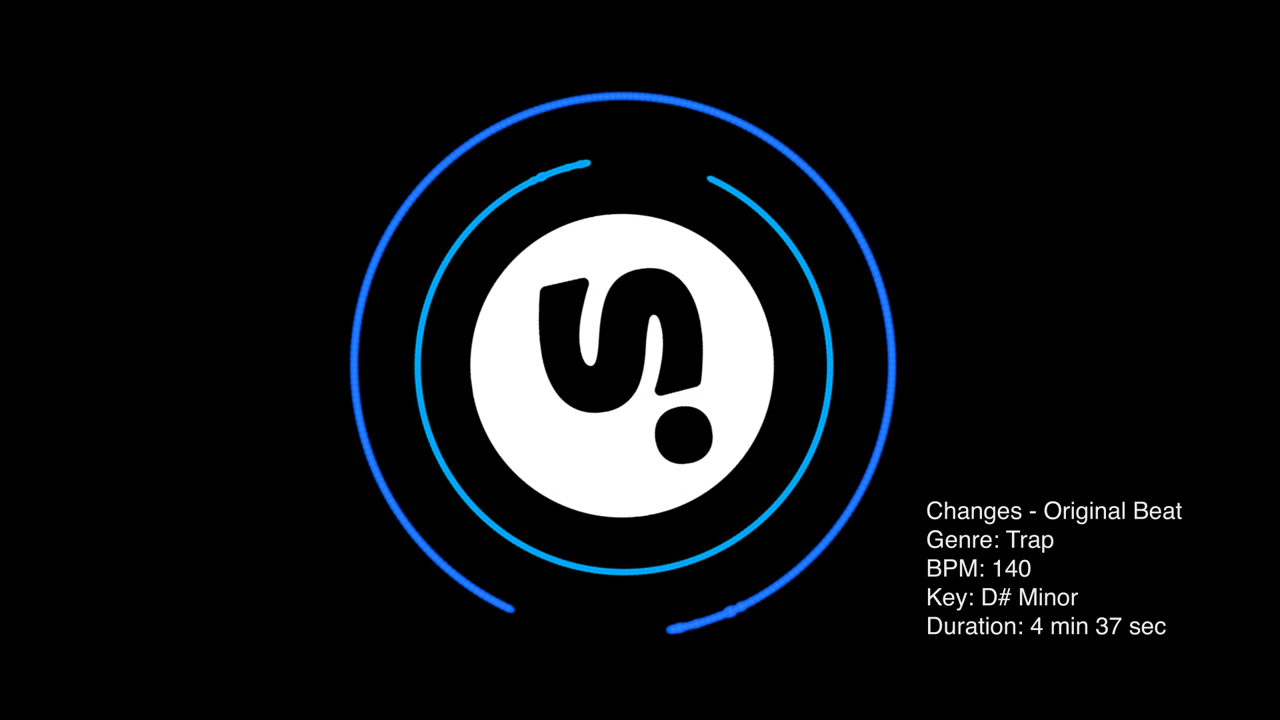 Changes - Original Beat
Genre: Trap
BPM: 140
Key: D# Minor
Duration: 4 min 37 sec